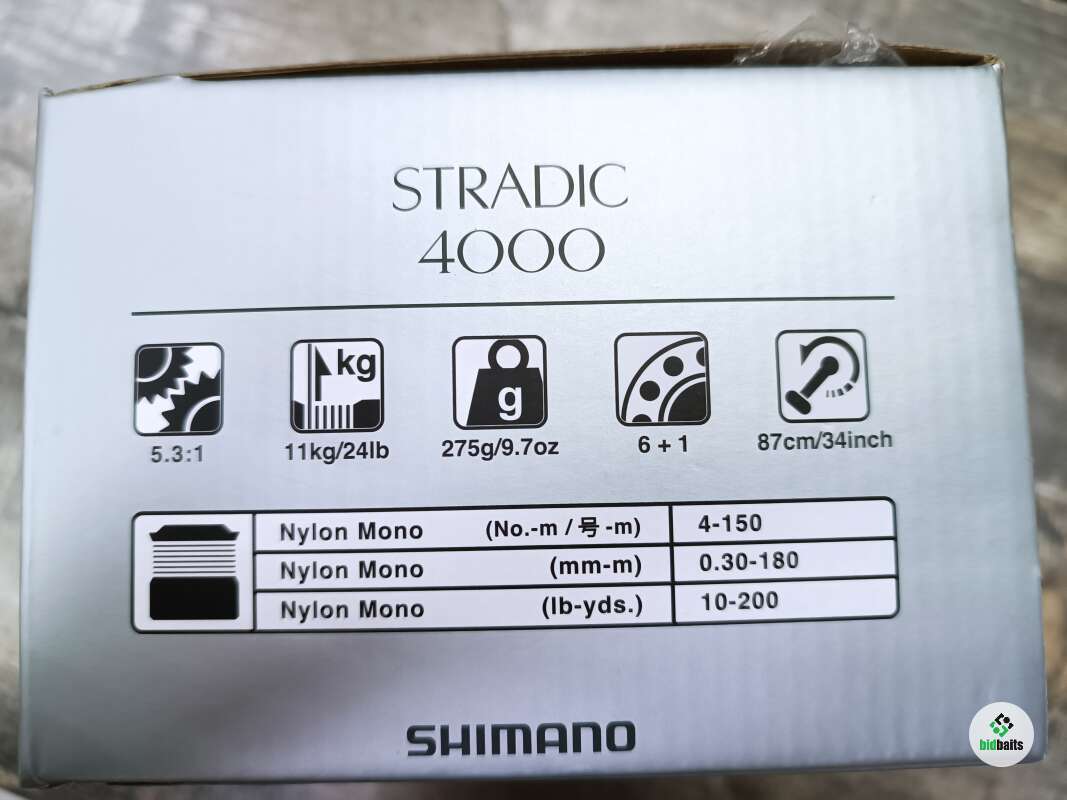 STRADIC
4000
kg
g
5.3:1
11kg/24lb
275g/9.7oz
6 + 1
87cm/34inch
Nylon Mono (No.-m / 号 -m) 4-150
Nylon Mono (mm-m) 0.30-180
Nylon Mono (lb-yds.) 10-200
SHIMANO
bidbaits